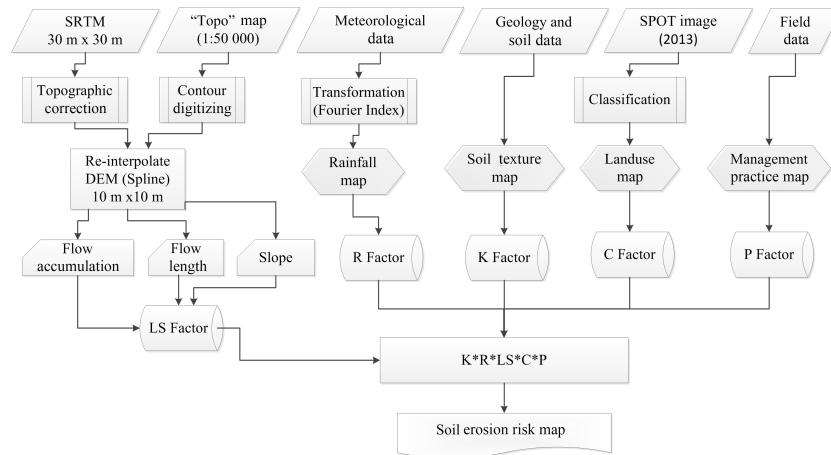 SRTM
30 m x 30 m
“Topo” map
(1:50 000)
Meteorological
data
Geology and
soil data
SPOT image
(2013)
Field
data
Topographic
correction
Contour
digitizing
Transformation
(Fourier Index)
Classification
Re-interpolate
DEM (Spline)
10 m x10 m
Rainfall
map
Soil texture
map
Landuse
map
Management
practice map
Flow
accumulation
Flow
length
Slope
R Factor
K Factor
C Factor
P Factor
LS Factor
K*R*LS*C*P
Soil erosion risk map